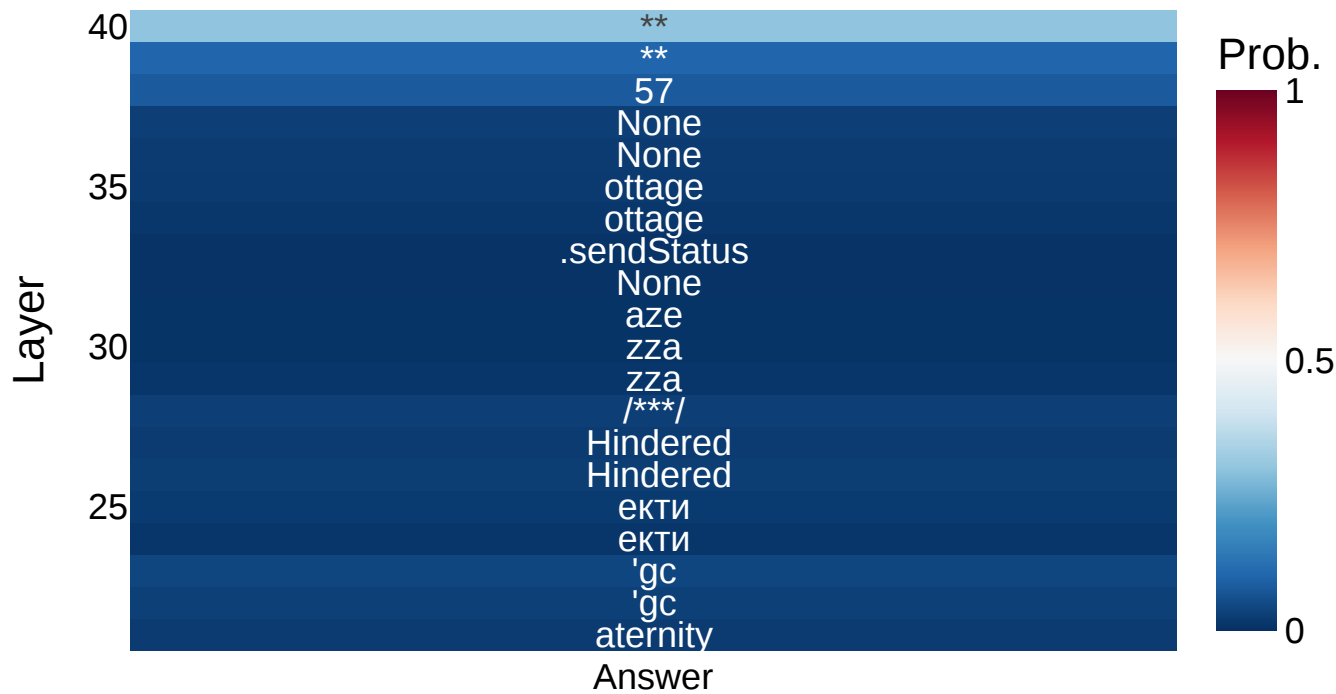 40
**
Prob.
**
57
1
None
None
35
ottage
ottage
.sendStatus
None
Layer
aze
30
zza
0.5
zza
/***/
Hindered
Hindered
25
екти
екти
'gc
'gc
0
aternity
Answer